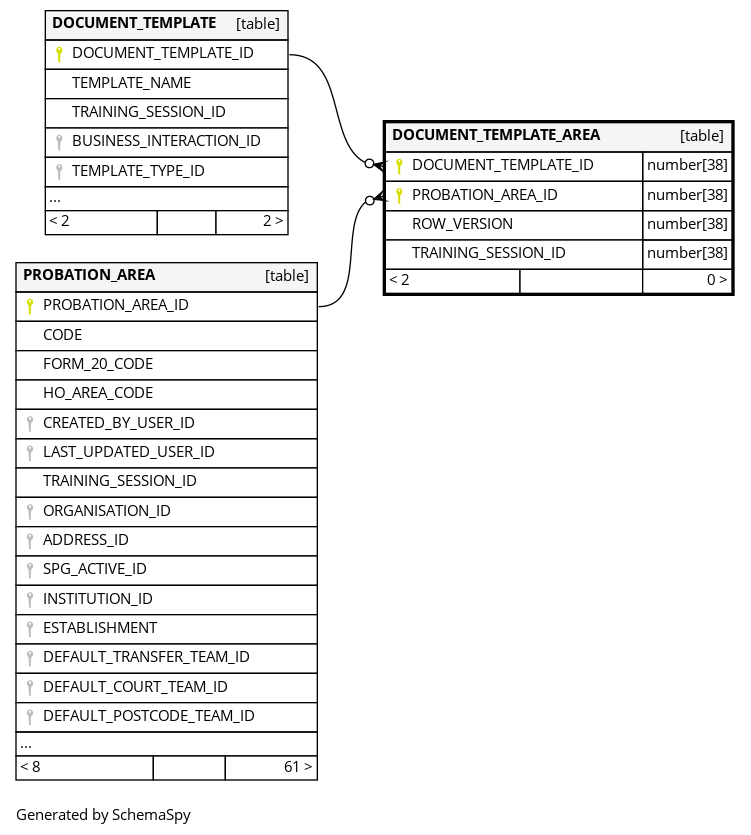 DOCUMENT_TEMPLATE [table]
DOCUMENT_TEMPLATE_ID
TEMPLATE_NAME
TRAINING_SESSION_ID
BUSINESS_INTERACTION_ID
TEMPLATE_TYPE_ID
...
< 2 2 >
DOCUMENT_TEMPLATE_AREA [table]
DOCUMENT_TEMPLATE_ID number[38]
PROBATION_AREA_ID number[38]
ROW_VERSION number[38]
TRAINING_SESSION_ID number[38]
< 2 0 >
PROBATION_AREA [table]
PROBATION_AREA_ID
CODE
FORM_20_CODE
HO_AREA_CODE
CREATED_BY_USER_ID
LAST_UPDATED_USER_ID
TRAINING_SESSION_ID
ORGANISATION_ID
ADDRESS_ID
SPG_ACTIVE_ID
INSTITUTION_ID
ESTABLISHMENT
DEFAULT_TRANSFER_TEAM_ID
DEFAULT_COURT_TEAM_ID
DEFAULT_POSTCODE_TEAM_ID
...
< 8 61 >
Generated by SchemaSpy